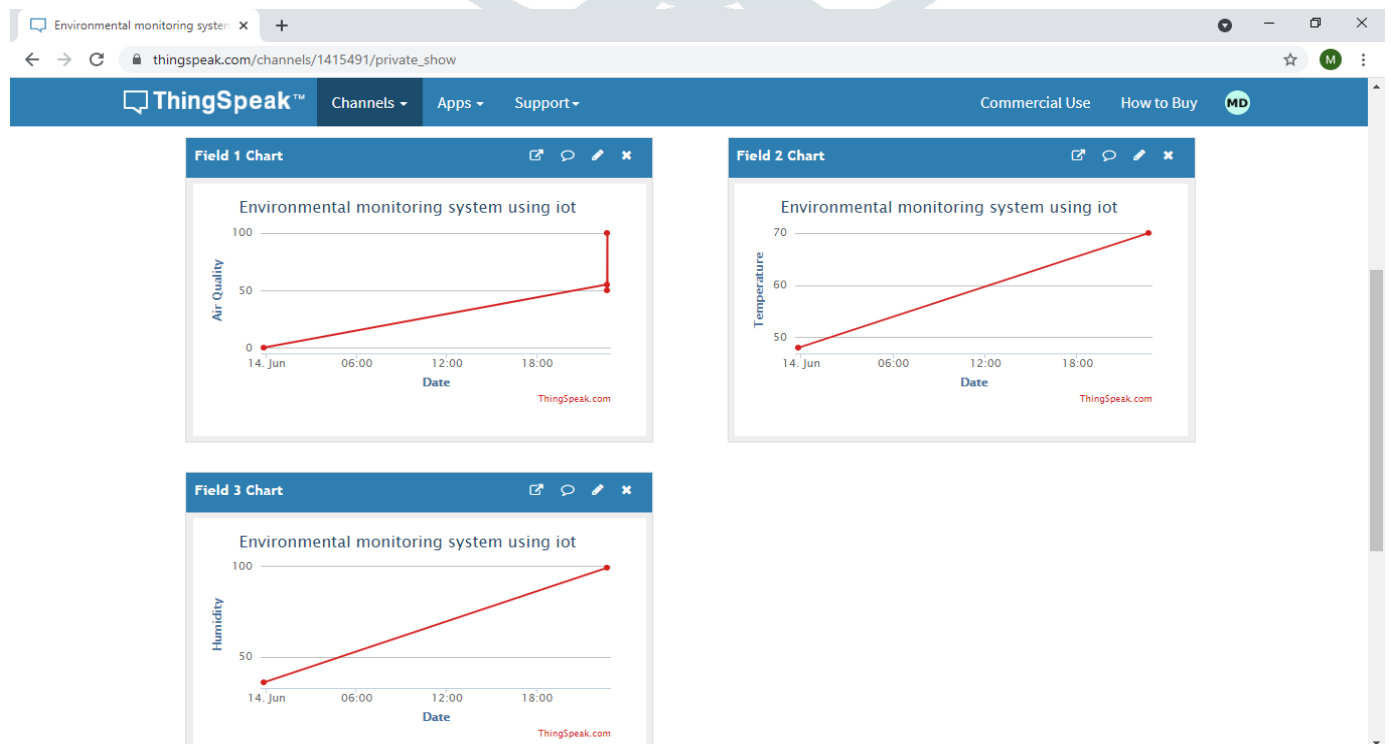 Environmental monitoring system
thingspeak.com/channels/1415491/private_show
M
ThingSpeak™ Channels Apps Support Commercial Use How to Buy MD
Field 1 Chart
Environmental monitoring system using iot
100
50
0
Air Quality
14. Jun 06:00 12:00 18:00
Date
ThingSpeak.com
Field 2 Chart
Environmental monitoring system using iot
70
60
50
Temperature
14. Jun 06:00 12:00 18:00
Date
ThingSpeak.com
Field 3 Chart
Environmental monitoring system using iot
100
50
Humidity
14. Jun 06:00 12:00 18:00
Date
ThingSpeak.com